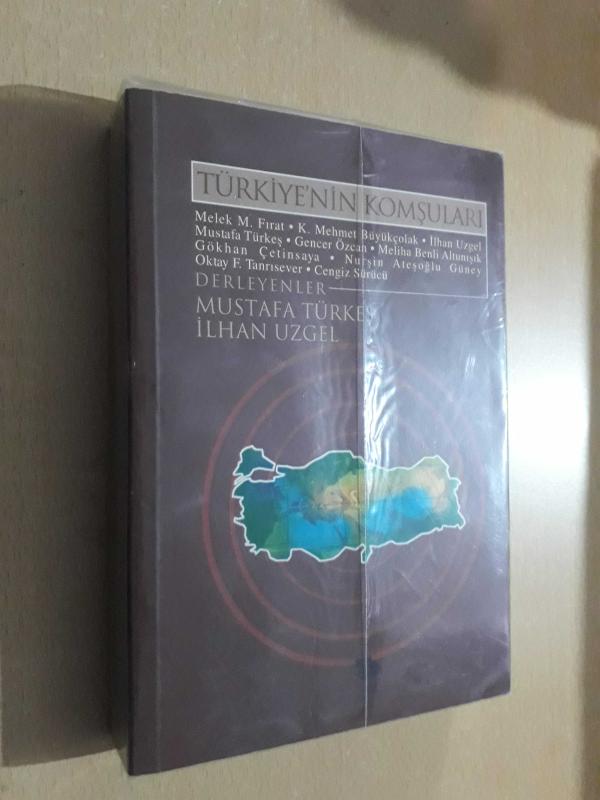 TÜRKİYE'NİN KOMŞULARI
Melek M. Fırat • K. Mehmet Büyükçolak • İlhan Uzgel
Mustafa Türkeş • Gencer Özcan • Meliha Benli Altunışık
Gökhan Çetinsaya • Nurşin Ateşoğlu Güney
Oktay F. Tanrısever • Cengiz Sürücü
DERLEYENLER
MUSTAFA TÜRKEŞ
İLHAN UZGEL